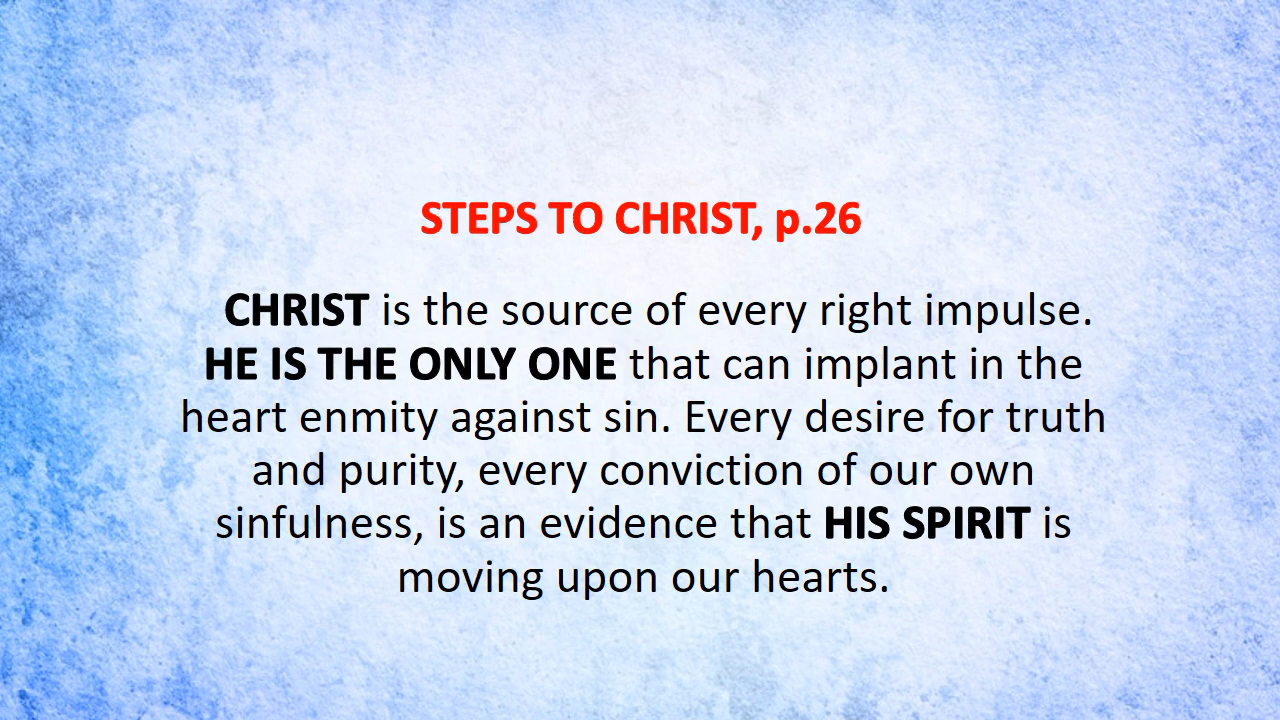 STEPS TO CHRIST, p.26
CHRIST is the source of every right impulse.
HE IS THE ONLY ONE that can implant in the
heart enmity against sin. Every desire for truth
and purity, every conviction of our own
sinfulness, is an evidence that HIS SPIRIT is
moving upon our hearts.